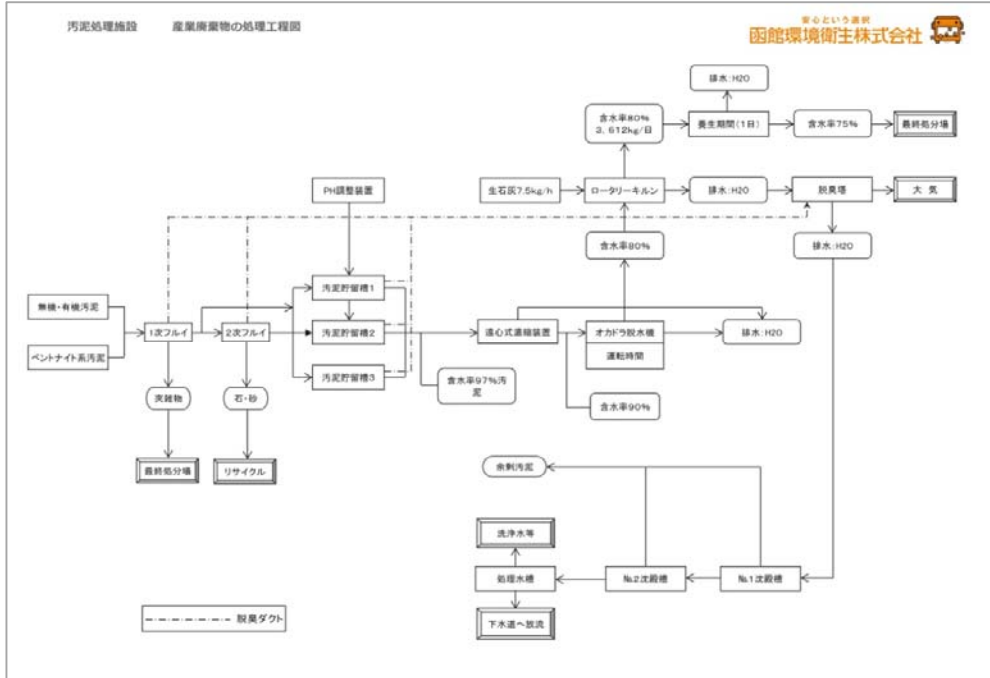 汚泥処理施設 産業廃棄物の処理工程図
安心という選択
函館環境衛生株式会社
排水:H2O
含水率80%
3,612kg/日
養生期間(1日)
含水率75%
最終処分場
PH調整装置
生石灰7.5kg/h
ロータリーキルン
排水:H2O
脱臭塔
大 気
含水率80%
排水:H2O
無機・有機汚泥
ベントナイト系汚泥
1次フルイ
2次フルイ
汚泥貯留槽1
汚泥貯留槽2
汚泥貯留槽3
遠心式濃縮装置
オカドラ脱水機
運転時間
排水:H2O
含水率97%汚
泥
含水率90%
夾雑物
石・砂
最終処分場
リサイクル
余剰汚泥
洗浄水等
処理水槽
№2沈殿槽
№1沈殿槽
下水道へ放流
脱臭ダクト